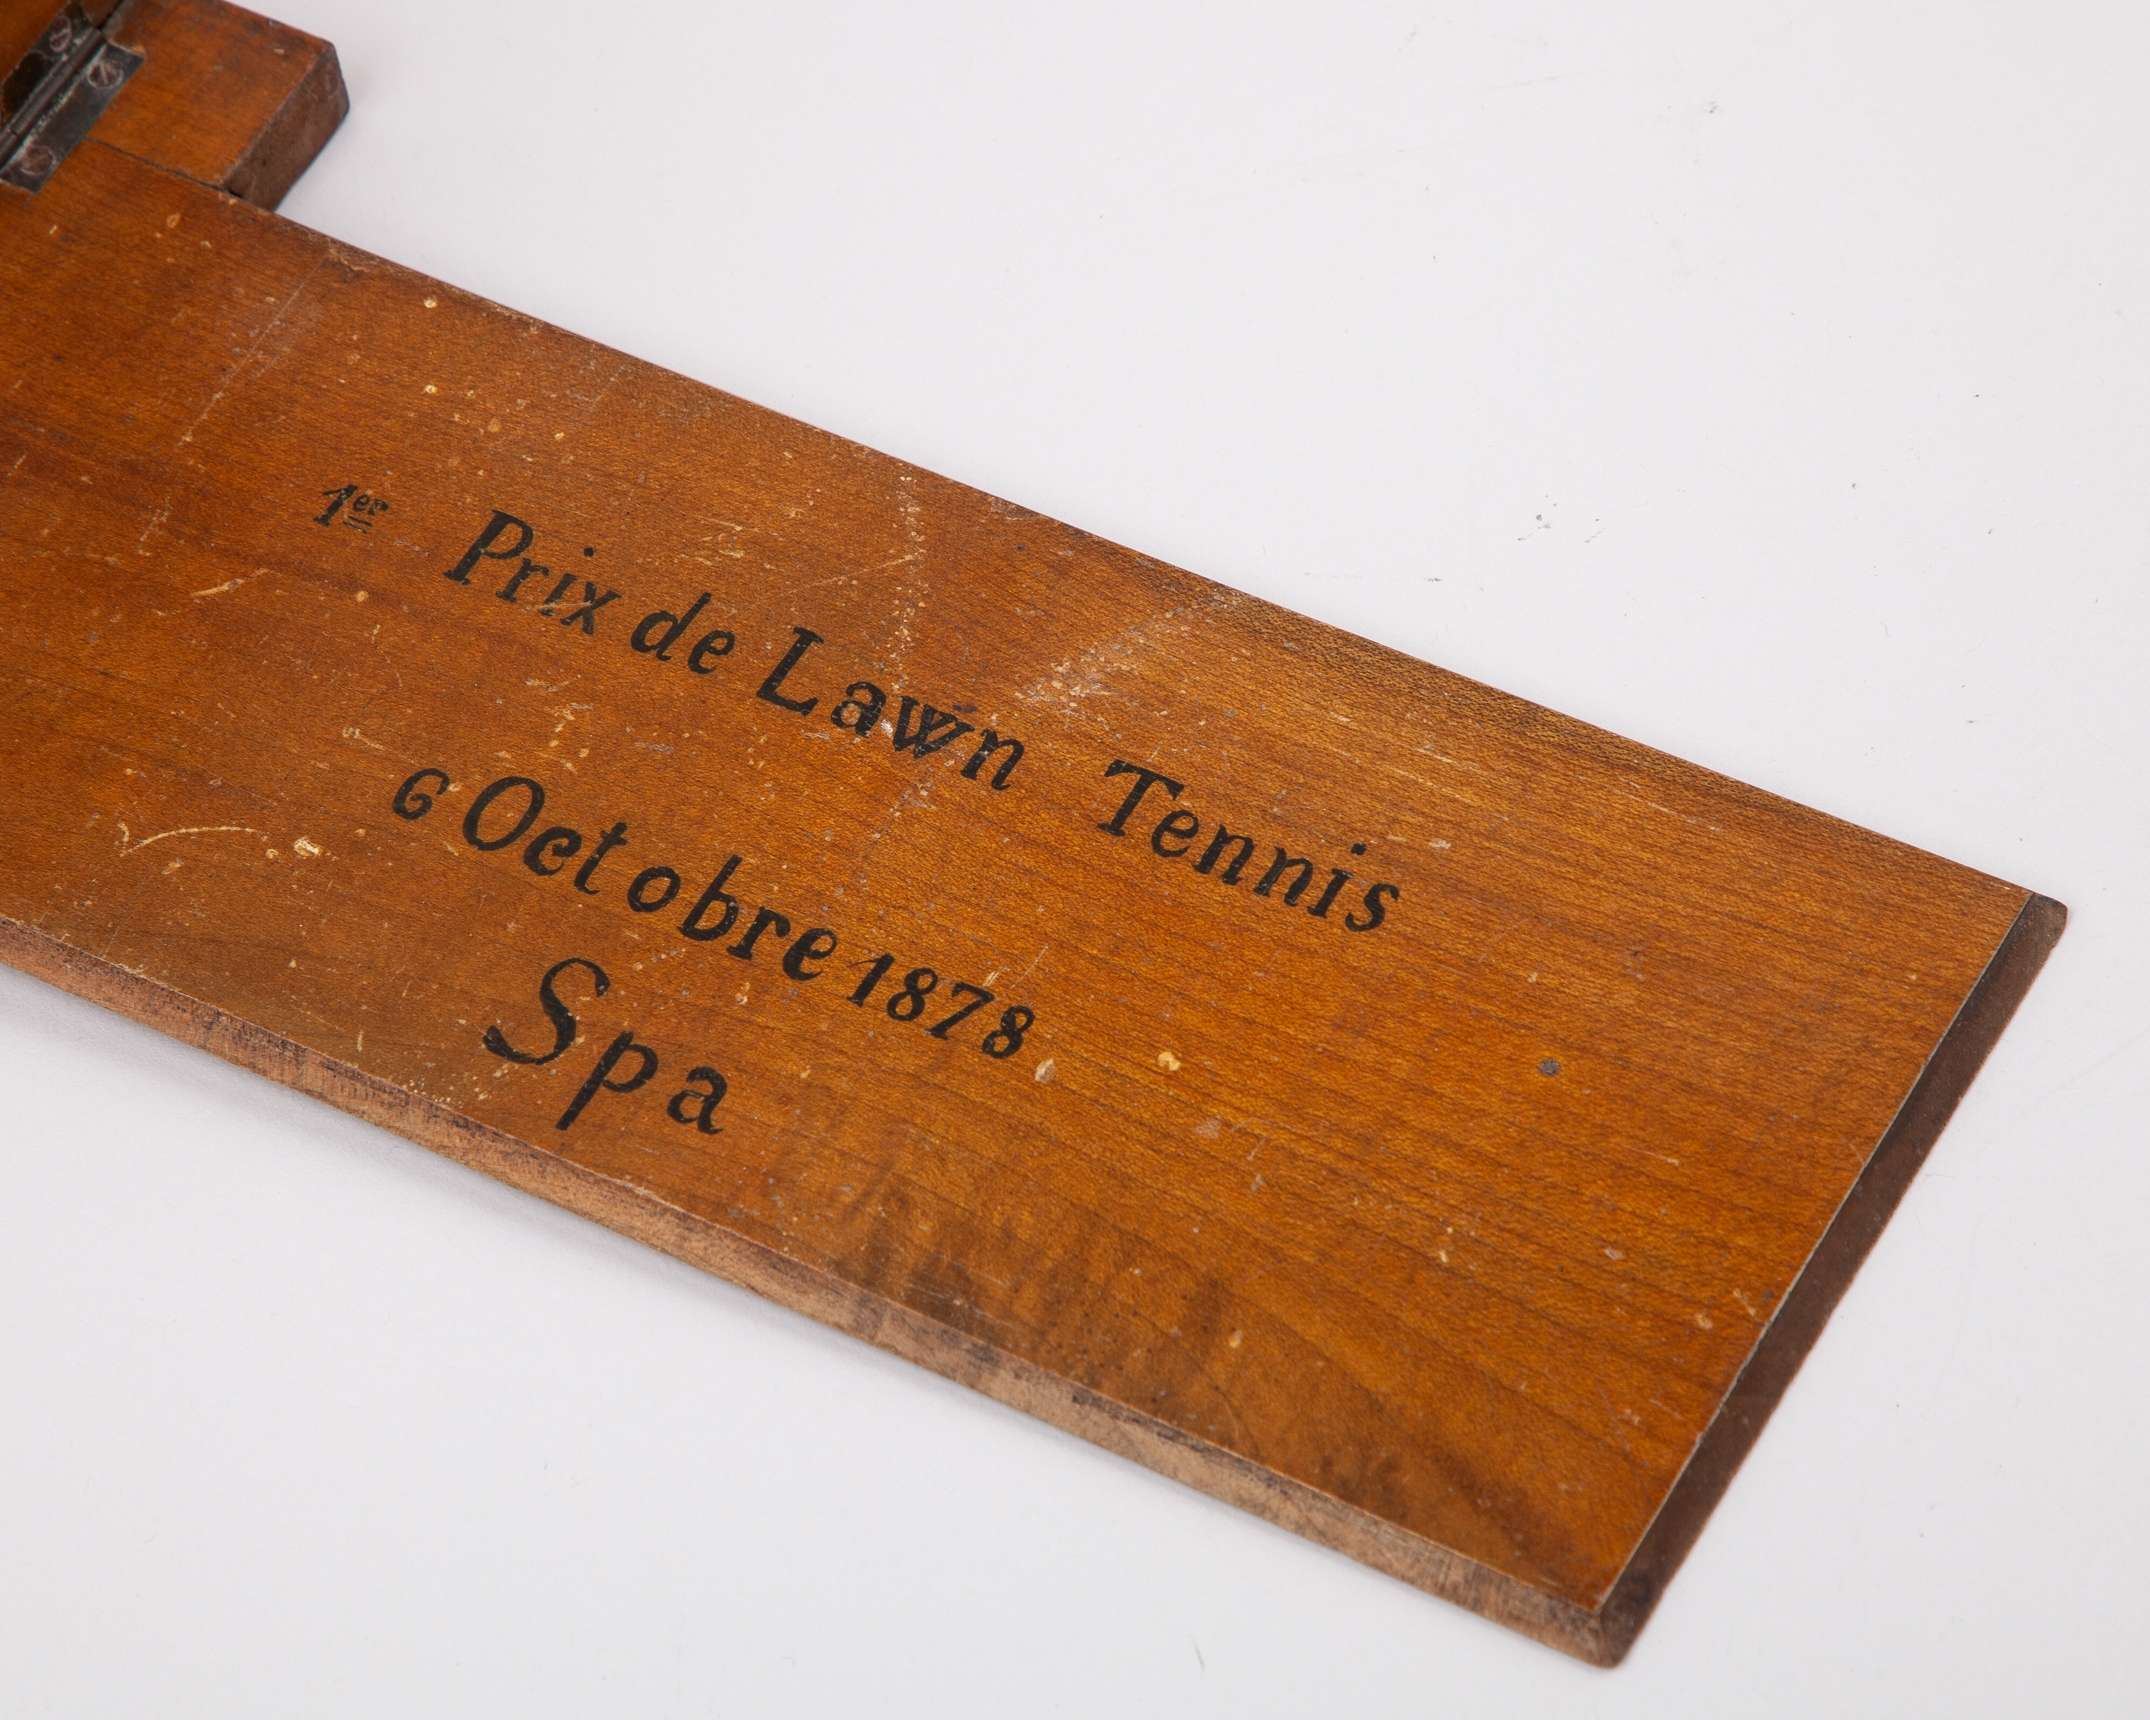 1er Prix de Lawn Tennis
6 Octobre 1878
Spa